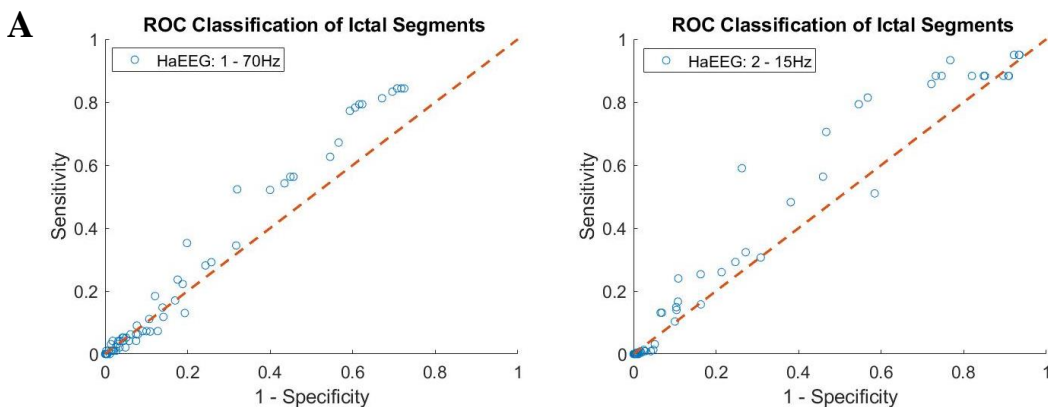 A
ROC Classification of Ictal Segments
HaEEG: 1 - 70Hz
1
0.8
0.6
0.4
0.2
0
Sensitivity
0 0.2 0.4 0.6 0.8 1
1 - Specificity
ROC Classification of Ictal Segments
HaEEG: 2 - 15Hz
1
0.8
0.6
0.4
0.2
0
Sensitivity
0 0.2 0.4 0.6 0.8 1
1 - Specificity